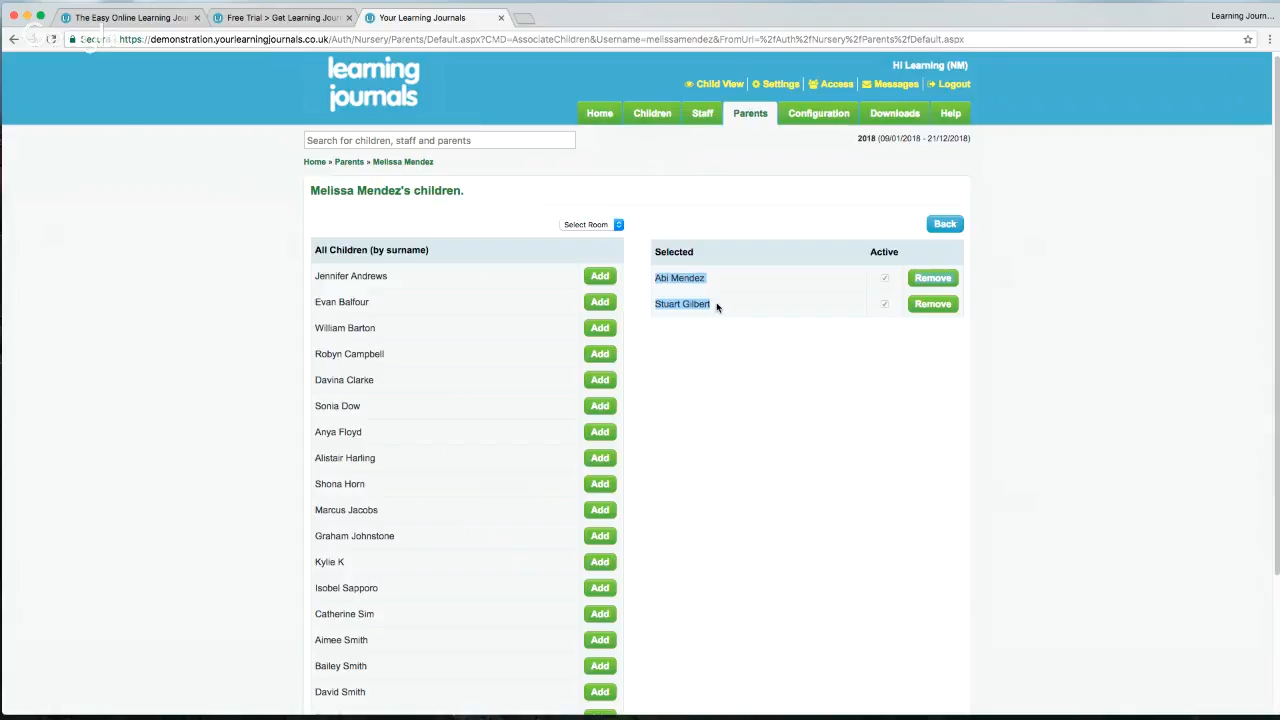 The Easy Online Learning Jou
Free Trial > Get Learning Journ
Your Learning Journals
Learning Journ...
Secure
https://demonstration.yourlearningjournals.co.uk/Auth/Nursery/Parents/Default.aspx?CMD=AssociateChildren&Username=melissamendez&FromUrl=%2fAuth%2fNursery%2fParents%2fDefault.aspx
learning
journals
Hi Learning (NM)
Child View | Settings | Access | Messages | Logout
Home Children Staff Parents Configuration Downloads Help
Search for children, staff and parents
2018 (09/01/2018 - 21/12/2018)
Home » Parents » Melissa Mendez
Melissa Mendez's children.
Select Room
Back
All Children (by surname)
Selected Active
Jennifer Andrews Add
Abi Mendez Remove
Evan Balfour Add
Stuart Gilbert Remove
William Barton Add
Robyn Campbell Add
Davina Clarke Add
Sonia Dow Add
Anya Floyd Add
Alistair Harling Add
Shona Horn Add
Marcus Jacobs Add
Graham Johnstone Add
Kylie K Add
Isobel Sapporo Add
Catherine Sim Add
Aimee Smith Add
Bailey Smith Add
David Smith Add